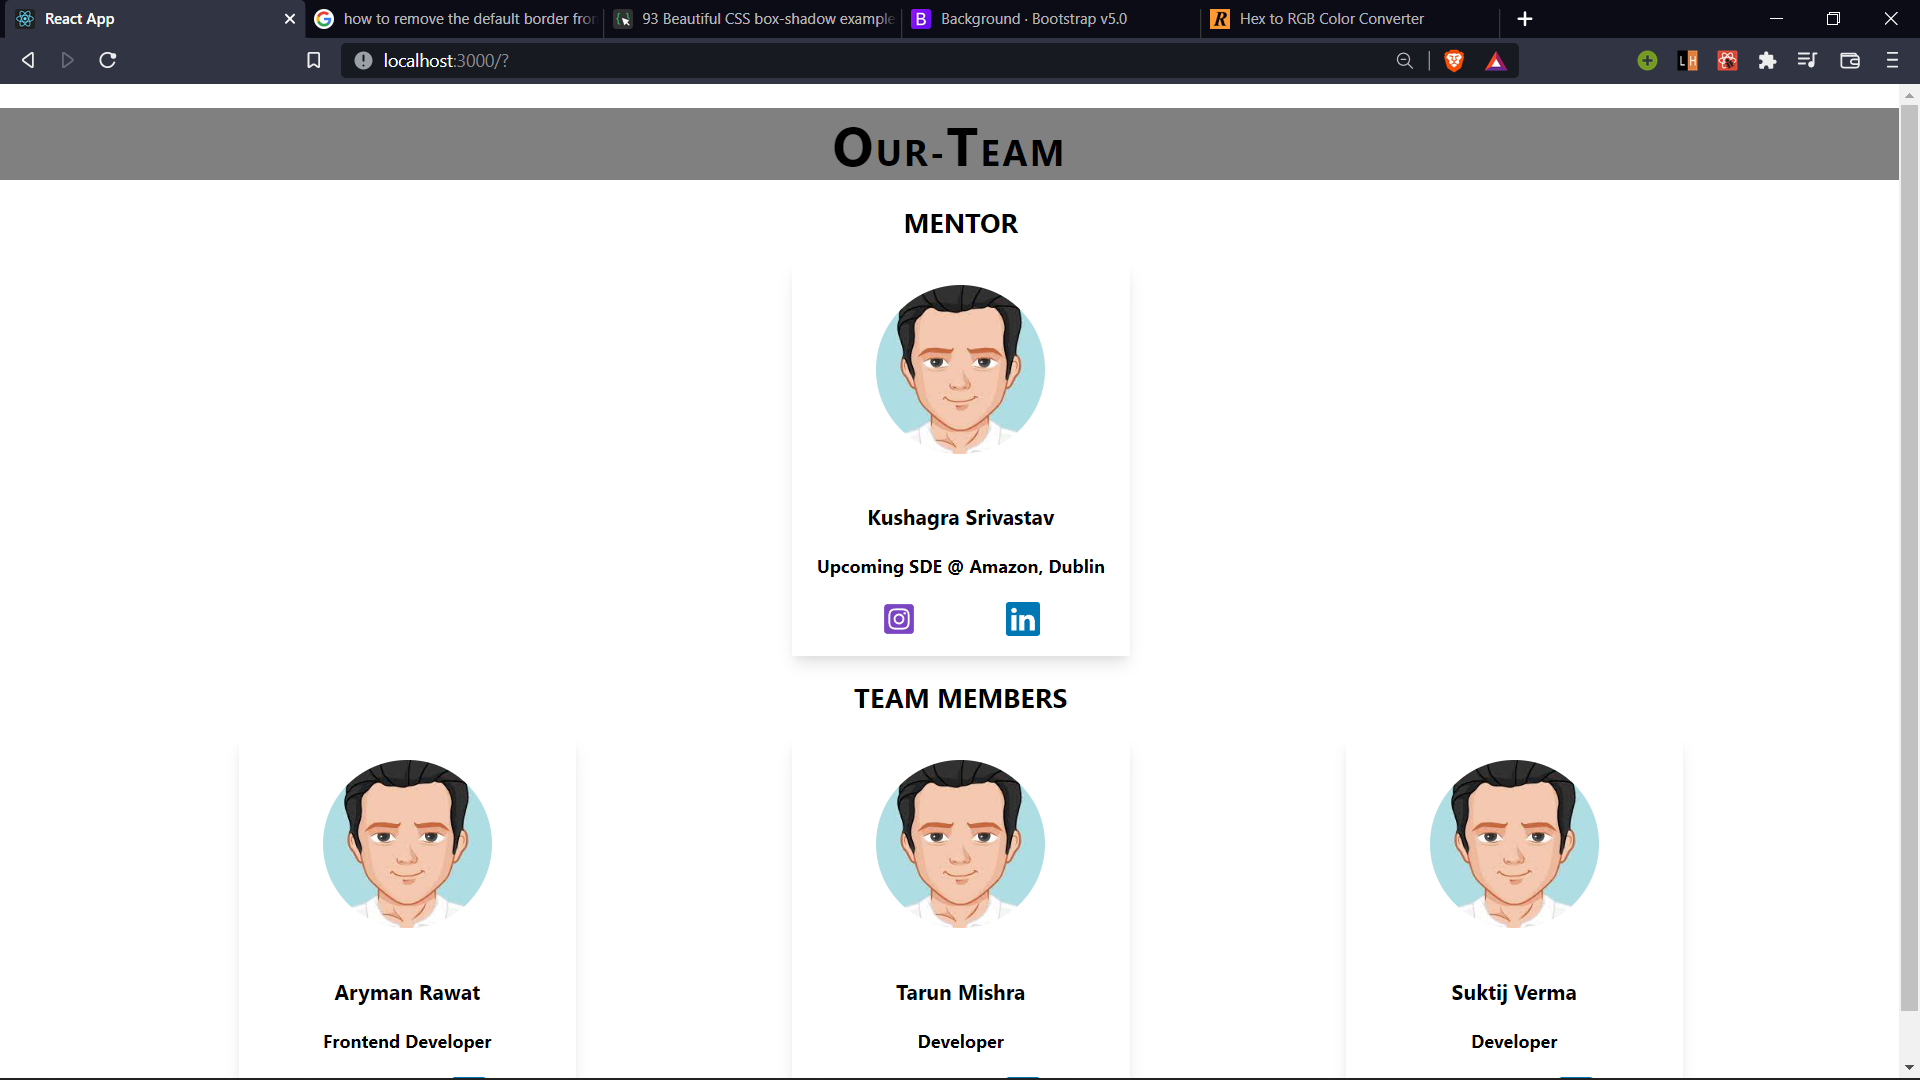 React App
how to remove the default border fro
93 Beautiful CSS box-shadow example
B Background · Bootstrap v5.0
R Hex to RGB Color Converter
localhost:3000/?
LH
OUR-TEAM
MENTOR
Kushagra Srivastav
Upcoming SDE @ Amazon, Dublin
in
TEAM MEMBERS
Aryman Rawat
Tarun Mishra
Suktij Verma
Frontend Developer
Developer
Developer